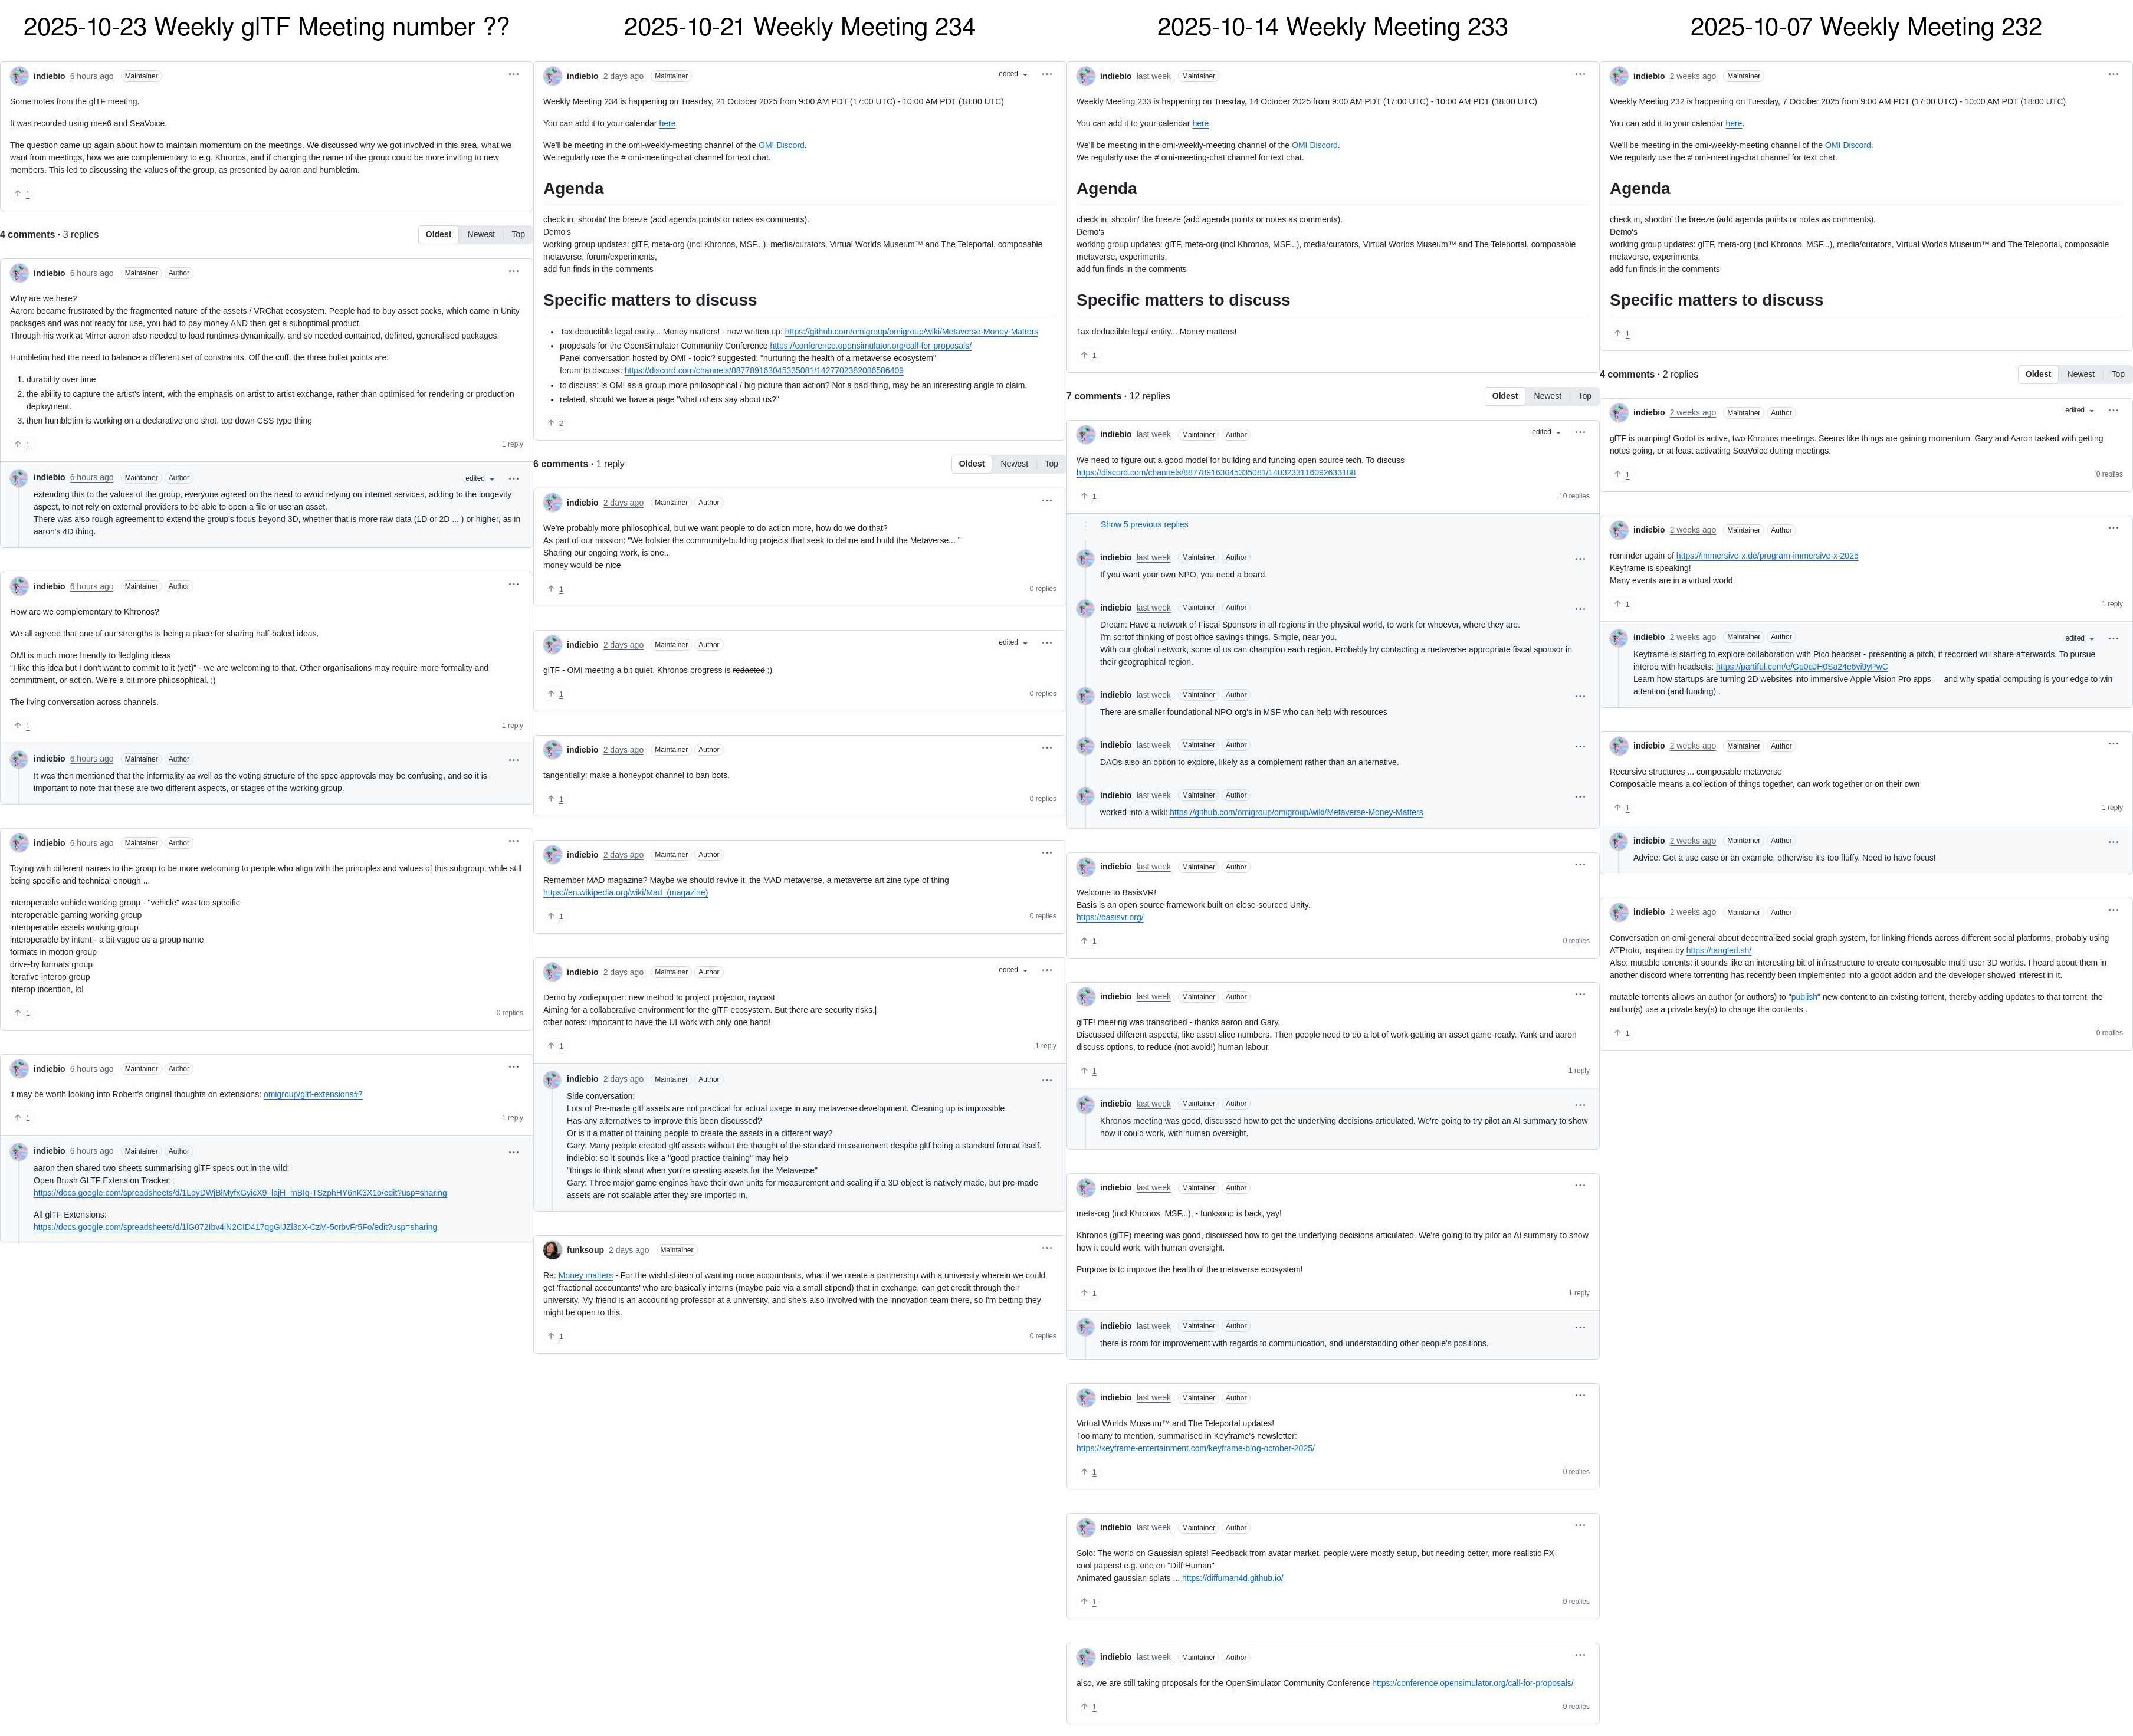 2025-10-23 Weekly glTF Meeting number ??
indiebio 6 hours ago Maintainer
Some notes from the glTF meeting.
It was recorded using mee6 and SeaVoice.
The question came up again about how to maintain momentum on the meetings. We discussed why we got involved in this area, what we
want from meetings, how we are complementary to e.g. Khronos, and if changing the name of the group could be more inviting to new
members. This led to discussing the values of the group, as presented by aaron and humbletim.
1
4 comments · 3 replies
Oldest Newest Top
indiebio 6 hours ago Maintainer Author
Why are we here?
Aaron: became frustrated by the fragmented nature of the assets / VRChat ecosystem. People had to buy asset packs, which came in Unity
packages and was not ready for use, you had to pay money AND then get a suboptimal product.
Through his work at Mirror aaron also needed to load runtimes dynamically, and so needed contained, defined, generalised packages.
Humbletim had the need to balance a different set of constraints. Off the cuff, the three bullet points are:
1. durability over time
2. the ability to capture the artist's intent, with the emphasis on artist to artist exchange, rather than optimised for rendering or production
deployment.
3. then humbletim is working on a declarative one shot, top down CSS type thing
1 1 reply
indiebio 6 hours ago Maintainer Author edited
extending this to the values of the group, everyone agreed on the need to avoid relying on internet services, adding to the longevity
aspect, to not rely on external providers to be able to open a file or use an asset.
There was also rough agreement to extend the group's focus beyond 3D, whether that is more raw data (1D or 2D ... ) or higher, as in
aaron's 4D thing.
indiebio 6 hours ago Maintainer Author
How are we complementary to Khronos?
We all agreed that one of our strengths is being a place for sharing half-baked ideas.
OMI is much more friendly to fledgling ideas
"I like this idea but I don't want to commit to it (yet)" - we are welcoming to that. Other organisations may require more formality and
commitment, or action. We're a bit more philosophical. ;)
The living conversation across channels.
1 1 reply
indiebio 6 hours ago Maintainer Author
It was then mentioned that the informality as well as the voting structure of the spec approvals may be confusing, and so it is
important to note that these are two different aspects, or stages of the working group.
indiebio 6 hours ago Maintainer Author
Toying with different names to the group to be more welcoming to people who align with the principles and values of this subgroup, while still
being specific and technical enough ...
interoperable vehicle working group - "vehicle" was too specific
interoperable gaming working group
interoperable assets working group
interoperable by intent - a bit vague as a group name
formats in motion group
drive-by formats group
iterative interop group
interop incention, lol
1 0 replies
indiebio 6 hours ago Maintainer Author
it may be worth looking into Robert's original thoughts on extensions: omigroup/gltf-extensions#7
1 1 reply
indiebio 6 hours ago Maintainer Author
aaron then shared two sheets summarising glTF specs out in the wild:
Open Brush GLTF Extension Tracker:
https://docs.google.com/spreadsheets/d/1LoyDWjBlMyfxGyicX9_lajH_mBIq-TSzphHY6nK3X1o/edit?usp=sharing
All glTF Extensions:
https://docs.google.com/spreadsheets/d/1lG072Ibv4lN2CID417qgGlJZl3cX-CzM-5crbvFr5Fo/edit?usp=sharing
2025-10-21 Weekly Meeting 234
indiebio 2 days ago Maintainer edited
Weekly Meeting 234 is happening on Tuesday, 21 October 2025 from 9:00 AM PDT (17:00 UTC) - 10:00 AM PDT (18:00 UTC)
You can add it to your calendar here.
We'll be meeting in the omi-weekly-meeting channel of the OMI Discord.
We regularly use the # omi-meeting-chat channel for text chat.
Agenda
check in, shootin' the breeze (add agenda points or notes as comments).
Demo's
working group updates: glTF, meta-org (incl Khronos, MSF...), media/curators, Virtual Worlds Museum™ and The Teleportal, composable
metaverse, forum/experiments,
add fun finds in the comments
Specific matters to discuss
• Tax deductible legal entity... Money matters! - now written up: https://github.com/omigroup/omigroup/wiki/Metaverse-Money-Matters
• proposals for the OpenSimulator Community Conference https://conference.opensimulator.org/call-for-proposals/
Panel conversation hosted by OMI - topic? suggested: "nurturing the health of a metaverse ecosystem"
forum to discuss: https://discord.com/channels/887789163045335081/1427702382086586409
• to discuss: is OMI as a group more philosophical / big picture than action? Not a bad thing, may be an interesting angle to claim.
• related, should we have a page "what others say about us?"
2
6 comments · 1 reply
Oldest Newest Top
indiebio 2 days ago Maintainer Author
We're probably more philosophical, but we want people to do action more, how do we do that?
As part of our mission: "We bolster the community-building projects that seek to define and build the Metaverse... "
Sharing our ongoing work, is one...
money would be nice
1 0 replies
indiebio 2 days ago Maintainer Author edited
glTF - OMI meeting a bit quiet. Khronos progress is redacted :)
1 0 replies
indiebio 2 days ago Maintainer Author
tangentially: make a honeypot channel to ban bots.
1 0 replies
indiebio 2 days ago Maintainer Author
Remember MAD magazine? Maybe we should revive it, the MAD metaverse, a metaverse art zine type of thing
https://en.wikipedia.org/wiki/Mad_(magazine)
1 0 replies
indiebio 2 days ago Maintainer Author edited
Demo by zodiepupper: new method to project projector, raycast
Aiming for a collaborative environment for the glTF ecosystem. But there are security risks.|
other notes: important to have the UI work with only one hand!
1 1 reply
indiebio 2 days ago Maintainer Author
Side conversation:
Lots of Pre-made gltf assets are not practical for actual usage in any metaverse development. Cleaning up is impossible.
Has any alternatives to improve this been discussed?
Or is it a matter of training people to create the assets in a different way?
Gary: Many people created gltf assets without the thought of the standard measurement despite gltf being a standard format itself.
indiebio: so it sounds like a "good practice training" may help
"things to think about when you're creating assets for the Metaverse"
Gary: Three major game engines have their own units for measurement and scaling if a 3D object is natively made, but pre-made
assets are not scalable after they are imported in.
funksoup 2 days ago Maintainer
Re: Money matters - For the wishlist item of wanting more accountants, what if we create a partnership with a university wherein we could
get 'fractional accountants' who are basically interns (maybe paid via a small stipend) that in exchange, can get credit through their
university. My friend is an accounting professor at a university, and she's also involved with the innovation team there, so I'm betting they
might be open to this.
1 0 replies
2025-10-14 Weekly Meeting 233
indiebio last week Maintainer
Weekly Meeting 233 is happening on Tuesday, 14 October 2025 from 9:00 AM PDT (17:00 UTC) - 10:00 AM PDT (18:00 UTC)
You can add it to your calendar here.
We'll be meeting in the omi-weekly-meeting channel of the OMI Discord.
We regularly use the # omi-meeting-chat channel for text chat.
Agenda
check in, shootin' the breeze (add agenda points or notes as comments).
Demo's
working group updates: glTF, meta-org (incl Khronos, MSF...), media/curators, Virtual Worlds Museum™ and The Teleportal, composable
metaverse, experiments,
add fun finds in the comments
Specific matters to discuss
Tax deductible legal entity... Money matters!
1
7 comments · 12 replies
Oldest Newest Top
indiebio last week Maintainer Author edited
We need to figure out a good model for building and funding open source tech. To discuss
https://discord.com/channels/887789163045335081/1403233116092633188
1 10 replies
Show 5 previous replies
indiebio last week Maintainer Author
If you want your own NPO, you need a board.
indiebio last week Maintainer Author
Dream: Have a network of Fiscal Sponsors in all regions in the physical world, to work for whoever, where they are.
I'm sortof thinking of post office savings things. Simple, near you.
With our global network, some of us can champion each region. Probably by contacting a metaverse appropriate fiscal sponsor in
their geographical region.
indiebio last week Maintainer Author
There are smaller foundational NPO org's in MSF who can help with resources
indiebio last week Maintainer Author
DAOs also an option to explore, likely as a complement rather than an alternative.
indiebio last week Maintainer Author
worked into a wiki: https://github.com/omigroup/omigroup/wiki/Metaverse-Money-Matters
indiebio last week Maintainer Author
Welcome to BasisVR!
Basis is an open source framework built on close-sourced Unity.
https://basisvr.org/
1 0 replies
indiebio last week Maintainer Author
glTF! meeting was transcribed - thanks aaron and Gary.
Discussed different aspects, like asset slice numbers. Then people need to do a lot of work getting an asset game-ready. Yank and aaron
discuss options, to reduce (not avoid!) human labour.
1 1 reply
indiebio last week Maintainer Author
Khronos meeting was good, discussed how to get the underlying decisions articulated. We're going to try pilot an AI summary to show
how it could work, with human oversight.
indiebio last week Maintainer Author
meta-org (incl Khronos, MSF...), - funksoup is back, yay!
Khronos (glTF) meeting was good, discussed how to get the underlying decisions articulated. We're going to try pilot an AI summary to show
how it could work, with human oversight.
Purpose is to improve the health of the metaverse ecosystem!
1 1 reply
indiebio last week Maintainer Author
there is room for improvement with regards to communication, and understanding other people's positions.
indiebio last week Maintainer Author
Virtual Worlds Museum™ and The Teleportal updates!
Too many to mention, summarised in Keyframe's newsletter:
https://keyframe-entertainment.com/keyframe-blog-october-2025/
1 0 replies
indiebio last week Maintainer Author
Solo: The world on Gaussian splats! Feedback from avatar market, people were mostly setup, but needing better, more realistic FX
cool papers! e.g. one on "Diff Human"
Animated gaussian splats ... https://diffuman4d.github.io/
1 0 replies
indiebio last week Maintainer Author
also, we are still taking proposals for the OpenSimulator Community Conference https://conference.opensimulator.org/call-for-proposals/
1 0 replies
2025-10-07 Weekly Meeting 232
indiebio 2 weeks ago Maintainer
Weekly Meeting 232 is happening on Tuesday, 7 October 2025 from 9:00 AM PDT (17:00 UTC) - 10:00 AM PDT (18:00 UTC)
You can add it to your calendar here.
We'll be meeting in the omi-weekly-meeting channel of the OMI Discord.
We regularly use the # omi-meeting-chat channel for text chat.
Agenda
check in, shootin' the breeze (add agenda points or notes as comments).
Demo's
working group updates: glTF, meta-org (incl Khronos, MSF...), media/curators, Virtual Worlds Museum™ and The Teleportal, composable
metaverse, experiments,
add fun finds in the comments
Specific matters to discuss
1
4 comments · 2 replies
Oldest Newest Top
indiebio 2 weeks ago Maintainer Author edited
glTF is pumping! Godot is active, two Khronos meetings. Seems like things are gaining momentum. Gary and Aaron tasked with getting
notes going, or at least activating SeaVoice during meetings.
1 0 replies
indiebio 2 weeks ago Maintainer Author
reminder again of https://immersive-x.de/program-immersive-x-2025
Keyframe is speaking!
Many events are in a virtual world
1 1 reply
indiebio 2 weeks ago Maintainer Author edited
Keyframe is starting to explore collaboration with Pico headset - presenting a pitch, if recorded will share afterwards. To pursue
interop with headsets: https://partiful.com/e/Gp0qJH0Sa24e6vi9yPwC
Learn how startups are turning 2D websites into immersive Apple Vision Pro apps — and why spatial computing is your edge to win
attention (and funding) .
indiebio 2 weeks ago Maintainer Author
Recursive structures ... composable metaverse
Composable means a collection of things together, can work together or on their own
1 1 reply
indiebio 2 weeks ago Maintainer Author
Advice: Get a use case or an example, otherwise it's too fluffy. Need to have focus!
indiebio 2 weeks ago Maintainer Author
Conversation on omi-general about decentralized social graph system, for linking friends across different social platforms, probably using
ATProto, inspired by https://tangled.sh/
Also: mutable torrents: it sounds like an interesting bit of infrastructure to create composable multi-user 3D worlds. I heard about them in
another discord where torrenting has recently been implemented into a godot addon and the developer showed interest in it.
mutable torrents allows an author (or authors) to "publish" new content to an existing torrent, thereby adding updates to that torrent. the
author(s) use a private key(s) to change the contents..
1 0 replies